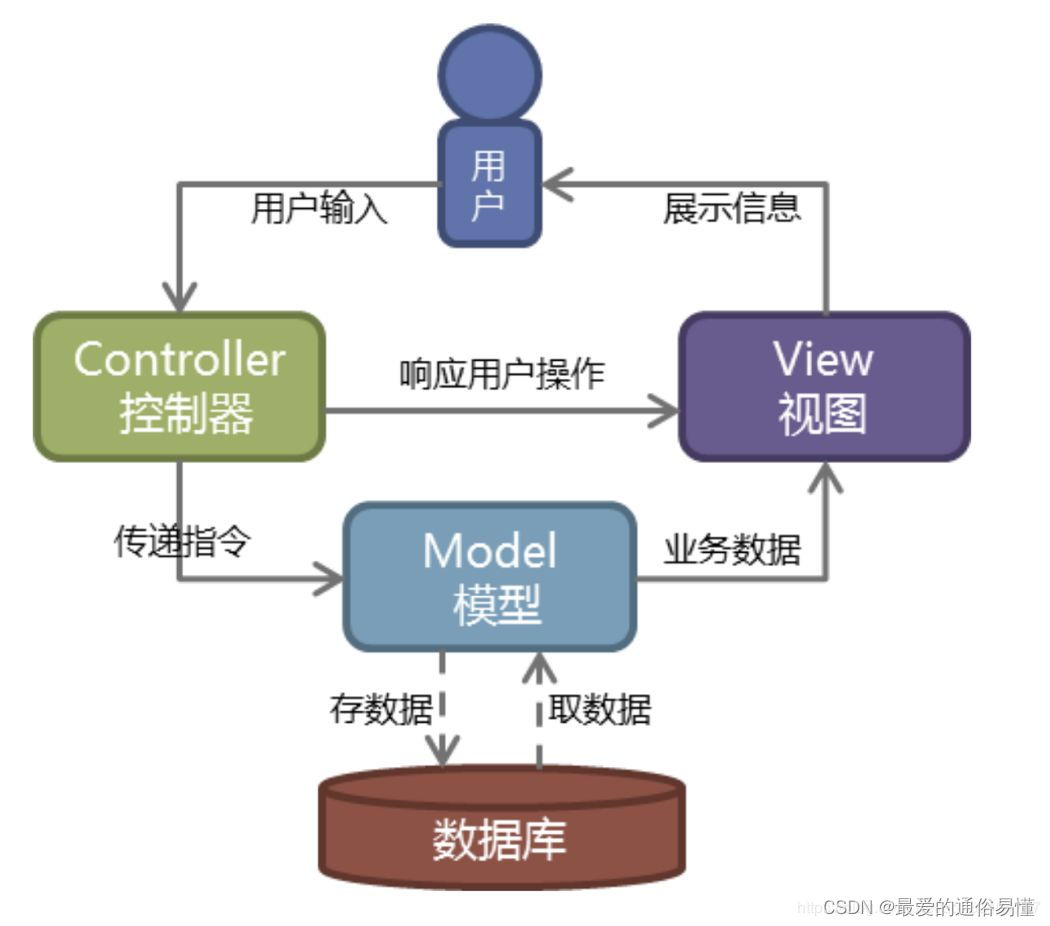 用
户
用户输入
展示信息
Controller
控制器
响应用户操作
View
视图
传递指令
Model
模型
业务数据
存数据
取数据
数据库
CSDN @最爱的通俗易懂